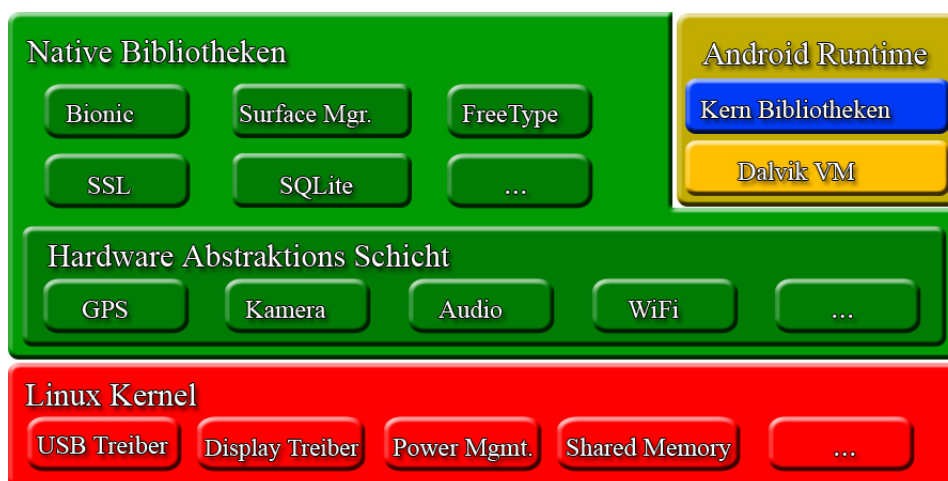 Native Bibliotheken
Bionic
Surface Mgr.
FreeType
SSL
SQLite
...
Android Runtime
Kern Bibliotheken
Dalvik VM
Hardware Abstraktions Schicht
GPS
Kamera
Audio
WiFi
...
Linux Kernel
USB Treiber
Display Treiber
Power Mgmt.
Shared Memory
...